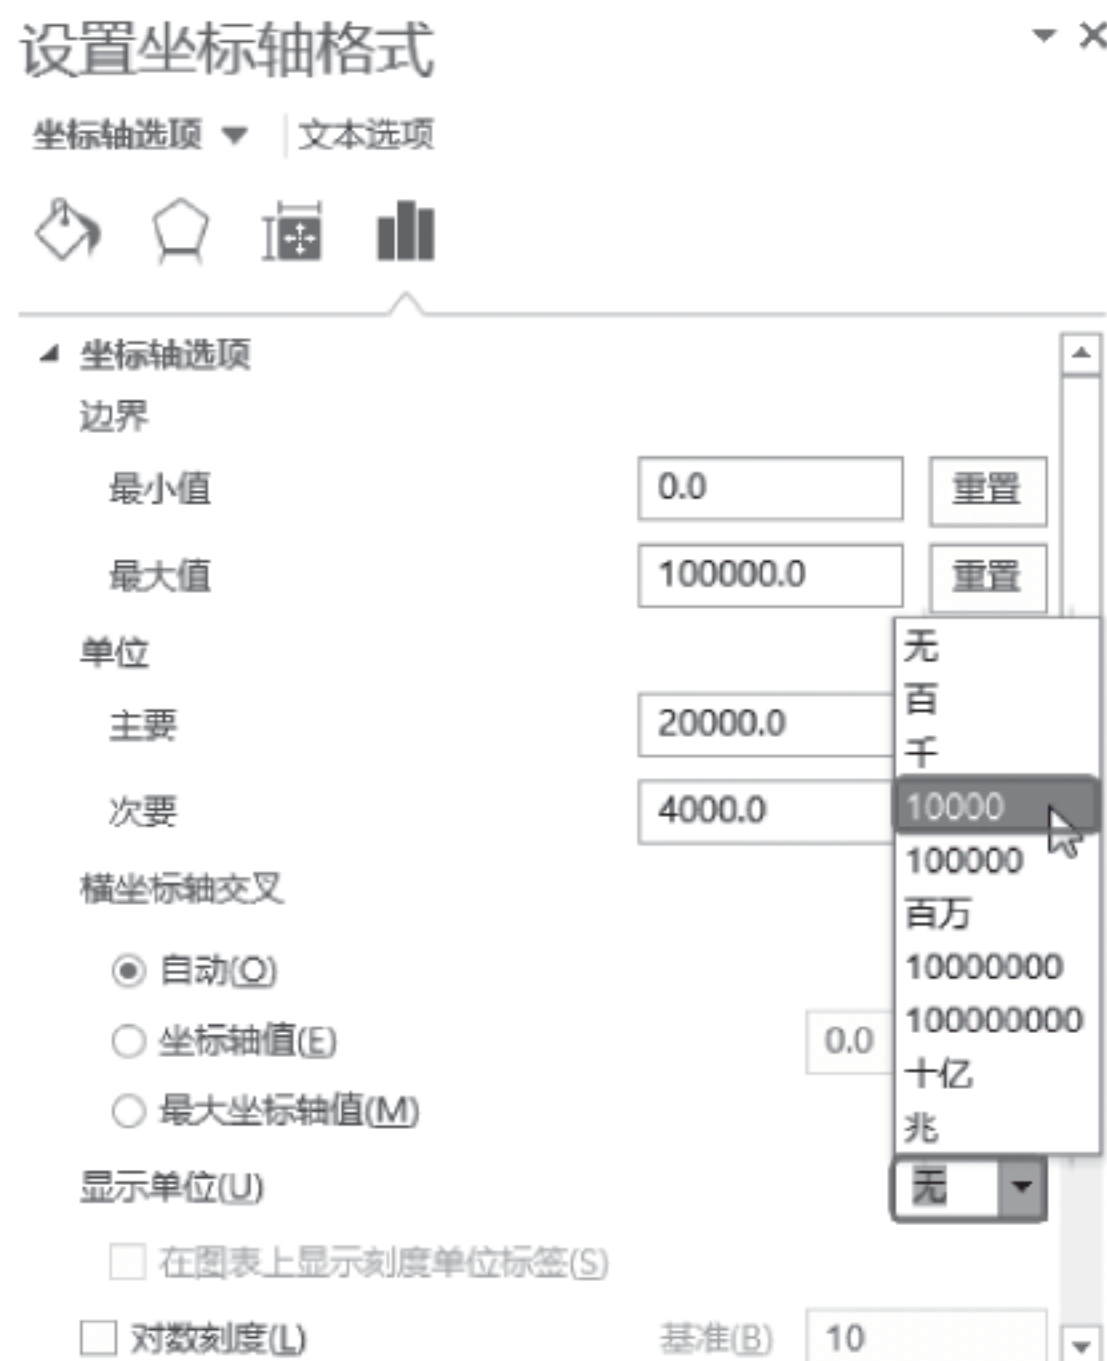 设置坐标轴格式
坐标轴选项 文本选项
坐标轴选项
边界
最小值 0.0 重置
最大值 100000.0 重置
单位
主要 20000.0
次要 4000.0
横坐标轴交叉
自动(O)
坐标轴值(E) 0.0
最大坐标轴值(M)
无
百
千
10000
100000
百万
10000000
100000000
十亿
兆
显示单位(U) 无
在图表上显示刻度单位标签(S)
对数刻度(L) 基准(B) 10